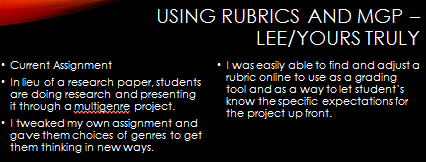 USING RUBRICS AND MGP –
LEE/YOURS TRULY
• Current Assignment
• In lieu of a research paper, students
are doing research and presenting
it through a multigenre project.
• I tweaked my own assignment and
gave them choices of genres to get
them thinking in new ways.
• I was easily able to find and adjust a
rubric online to use as a grading
tool and as a way to let student's
know the specific expectations for
the project up front.